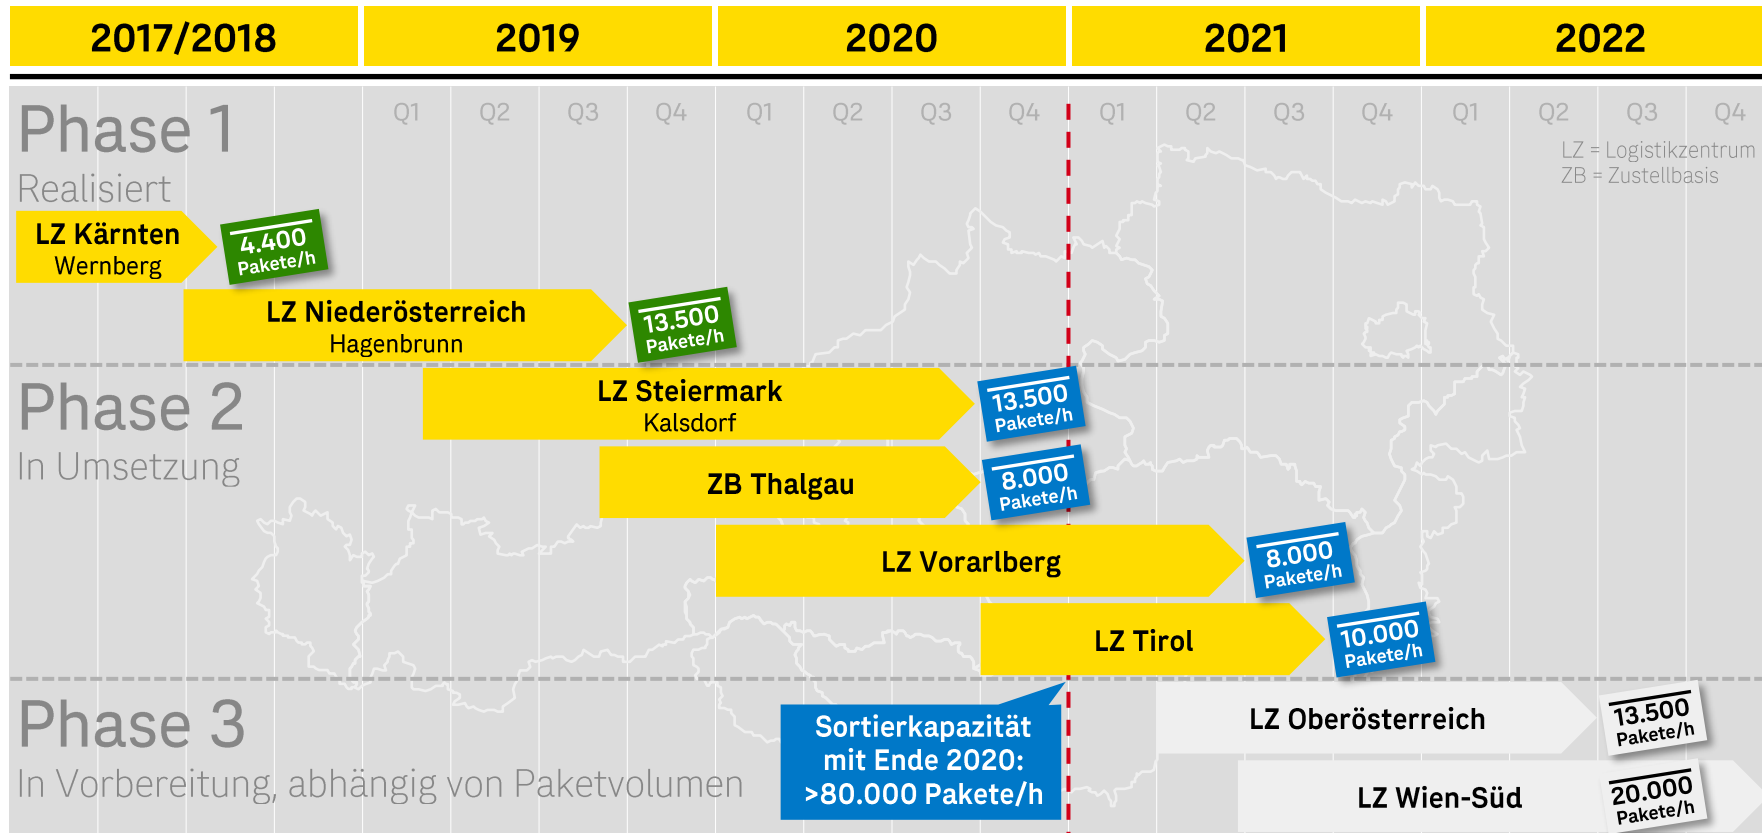 2017/2018
2019
2020
2021
2022
Phase 1
Realisiert
Q1
Q2
Q3
Q4
Q1
Q2
Q3
Q4
Q1
Q2
Q3
Q4
Q1
Q2
Q3
Q4
LZ = Logistikzentrum
ZB = Zustellbasis
LZ Kärnten
Wernberg
4.400
Pakete/h
LZ Niederösterreich
Hagenbrunn
13.500
Pakete/h
Phase 2
In Umsetzung
LZ Steiermark
Kalsdorf
13.500
Pakete/h
ZB Thalgau
8.000
Pakete/h
LZ Vorarlberg
8.000
Pakete/h
LZ Tirol
10.000
Pakete/h
Phase 3
In Vorbereitung, abhängig von Paketvolumen
Sortierkapazität
mit Ende 2020:
>80.000 Pakete/h
LZ Oberösterreich
13.500
Pakete/h
LZ Wien-Süd
20.000
Pakete/h